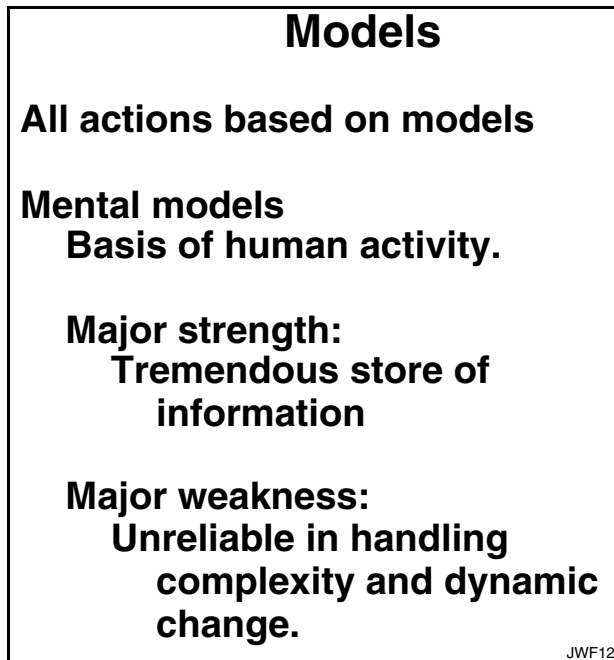 Models
All actions based on models
Mental models
Basis of human activity.
Major strength:
Tremendous store of
information
Major weakness:
Unreliable in handling
complexity and dynamic
change.
JWF12